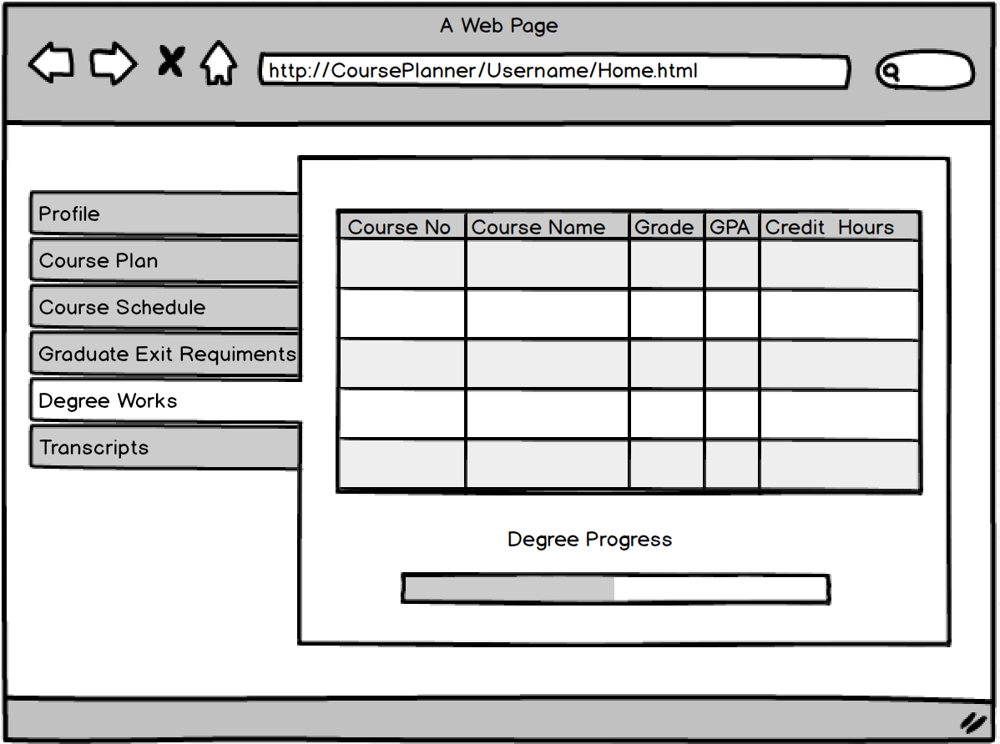 A Web Page
http://CoursePlanner/Username/Home.html
Profile
Course Plan
Course Schedule
Graduate Exit Requiments
Degree Works
Transcripts
Course No Course Name Grade GPA Credit Hours
Degree Progress